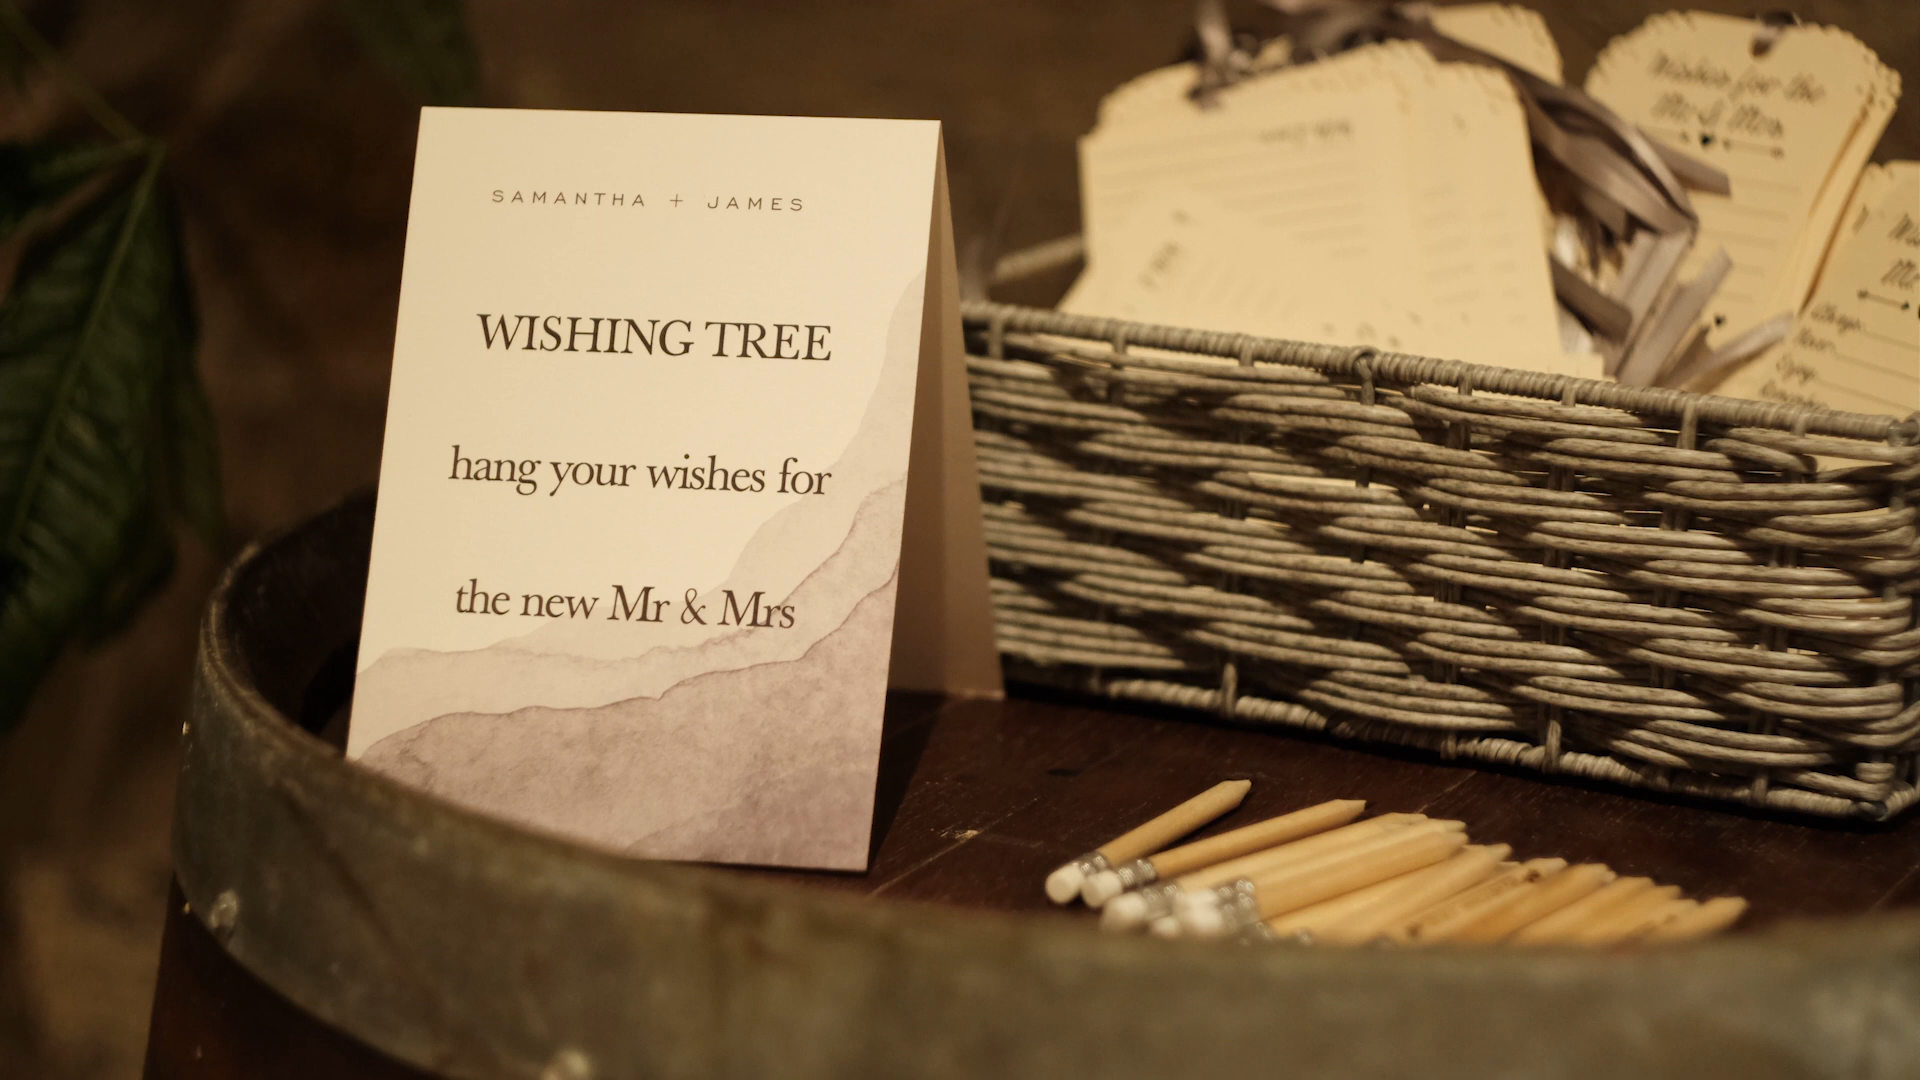 SAMANTHA + JAMES
WISHING TREE
hang your wishes for
the new Mr & Mrs
Wishes for the
Mr & Mrs